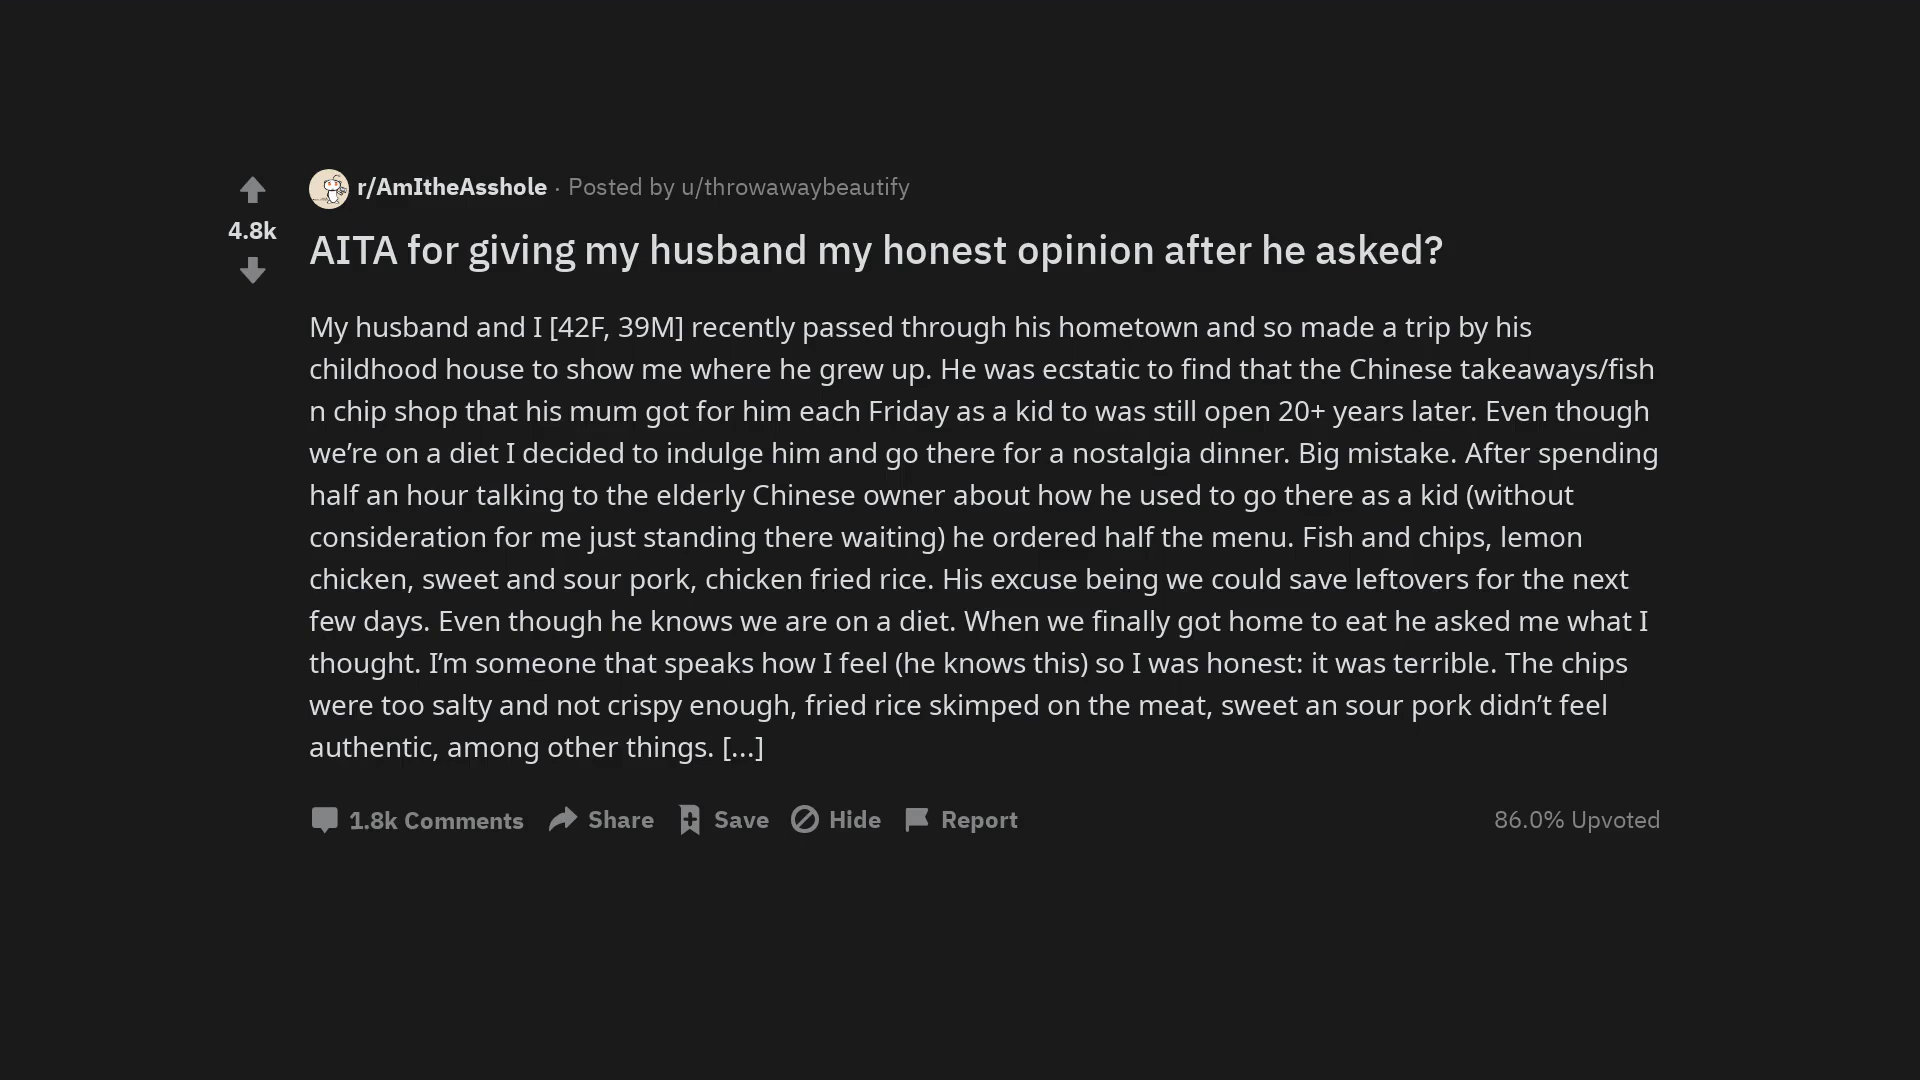 r/AmItheAsshole · Posted by u/throwawaybeautify
4.8k
AITA for giving my husband my honest opinion after he asked?
My husband and I [42F, 39M] recently passed through his hometown and so made a trip by his
childhood house to show me where he grew up. He was ecstatic to find that the Chinese takeaways/fish
n chip shop that his mum got for him each Friday as a kid to was still open 20+ years later. Even though
we’re on a diet I decided to indulge him and go there for a nostalgia dinner. Big mistake. After spending
half an hour talking to the elderly Chinese owner about how he used to go there as a kid (without
consideration for me just standing there waiting) he ordered half the menu. Fish and chips, lemon
chicken, sweet and sour pork, chicken fried rice. His excuse being we could save leftovers for the next
few days. Even though he knows we are on a diet. When we finally got home to eat he asked me what I
thought. I’m someone that speaks how I feel (he knows this) so I was honest: it was terrible. The chips
were too salty and not crispy enough, fried rice skimped on the meat, sweet an sour pork didn’t feel
authentic, among other things. [...]
1.8k Comments Share Save Hide Report 86.0% Upvoted